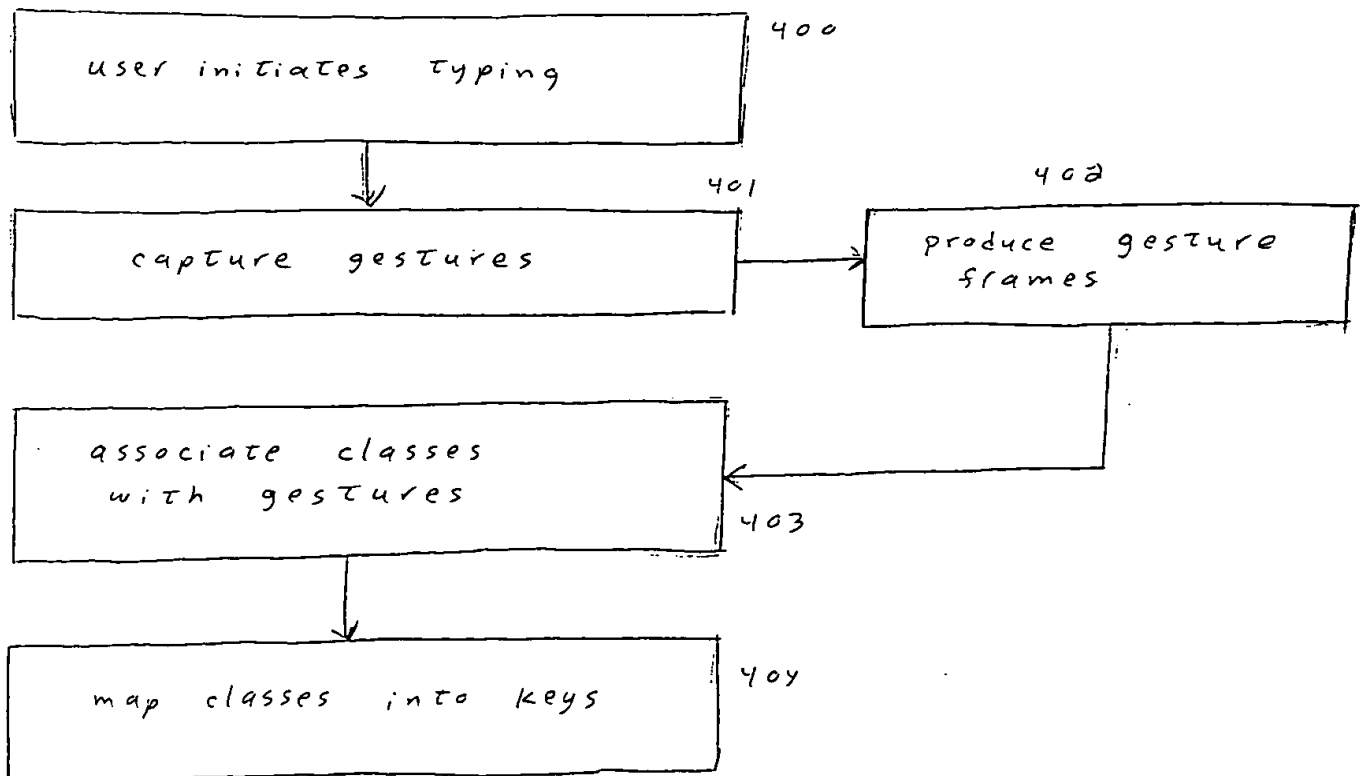 400
user initiates typing
401
capture gestures
402
produce gesture
frames
associate classes
with gestures
403
map classes into keys
404